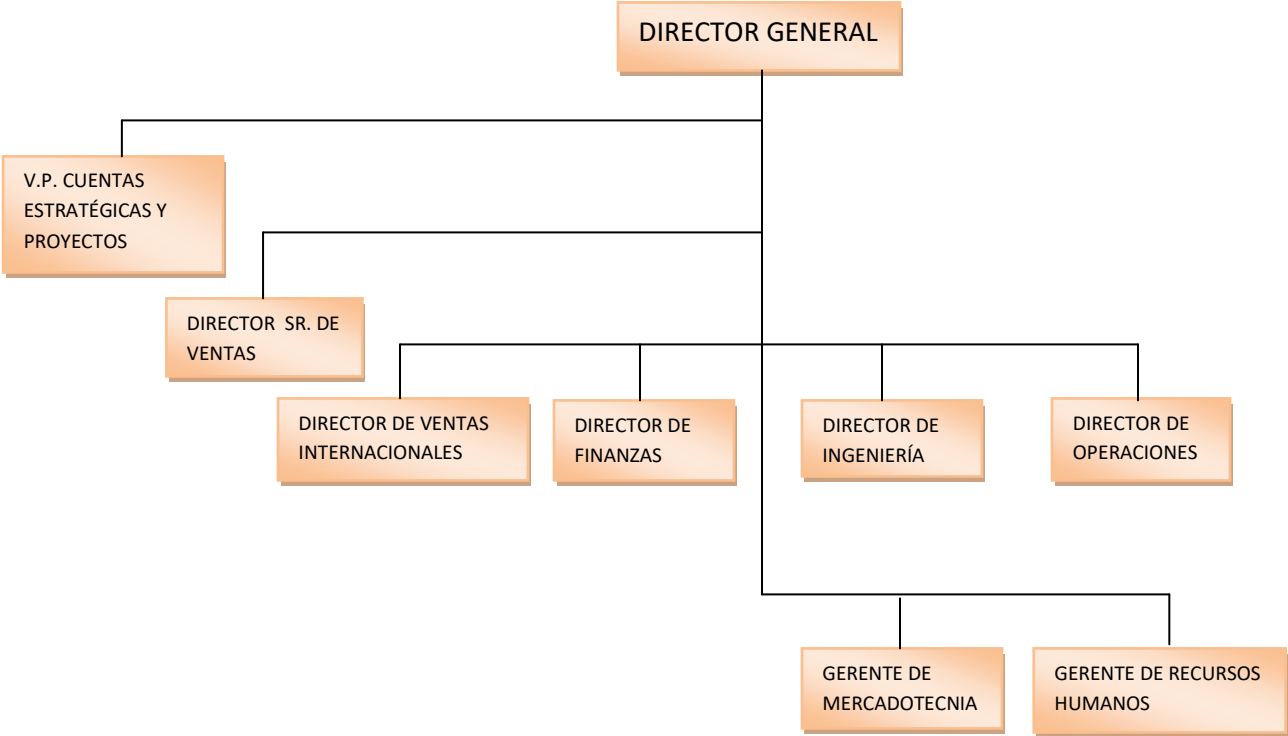 DIRECTOR GENERAL
V.P. CUENTAS
ESTRATÉGICAS Y
PROYECTOS
DIRECTOR SR. DE
VENTAS
DIRECTOR DE VENTAS
INTERNACIONALES
DIRECTOR DE
FINANZAS
DIRECTOR DE
INGENIERÍA
DIRECTOR DE
OPERACIONES
GERENTE DE
MERCADOTECNIA
GERENTE DE RECURSOS
HUMANOS